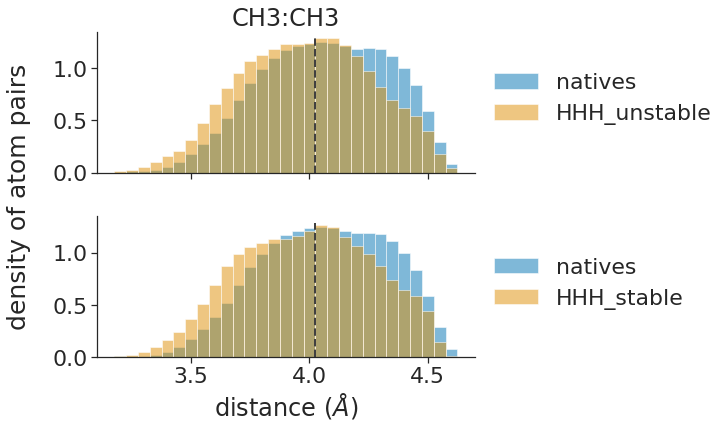 CH3:CH3
density of atom pairs
1.0
0.5
0.0
natives
HHH_unstable
1.0
0.5
0.0
natives
HHH_stable
3.5 4.0 4.5
distance (Å)